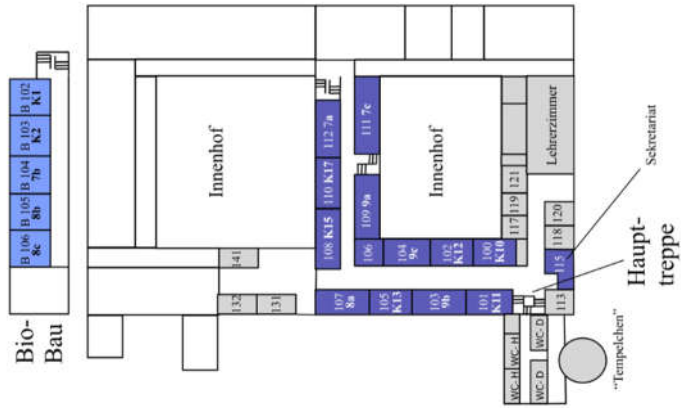 Bio-
Bau
B 106
8c
B 105
8b
B 104
7b
B 103
K2
B 102
K1
Innenhof
141
132
131
108 K15
110 K17
112 7a
107
8a
105
K13
103
9b
101
K11
106
109 9a
111 7c
104
9c
102
K12
100
K10
Innenhof
117
119
121
Lehrerzimmer
113
115
118
120
Sekretariat
Haupt-
treppe
WC- H
WC- H
WC- D
WC- D
“Tempelchen”